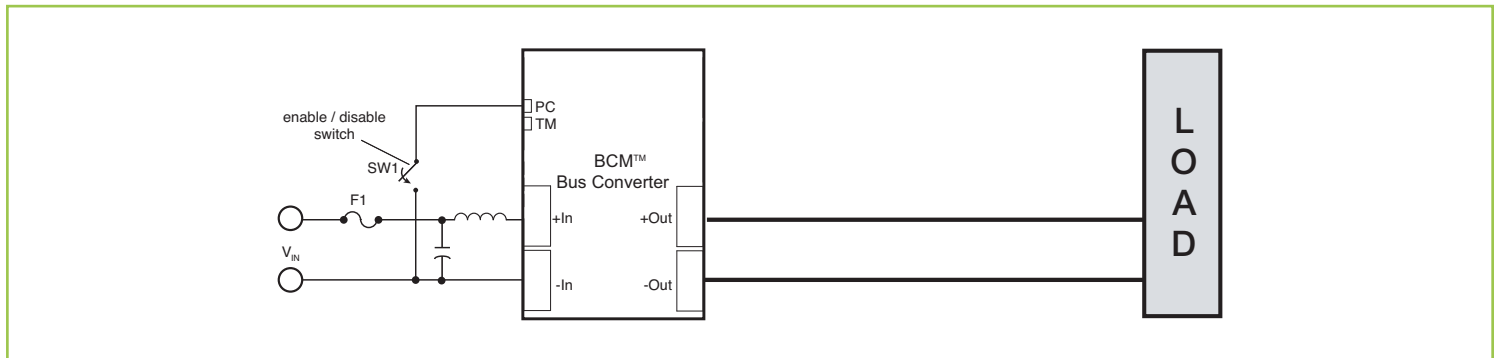 enable / disable
switch
SW1
F1
V_IN
PC
TM
BCM™
Bus Converter
+In
+Out
-In
-Out
L
O
A
D